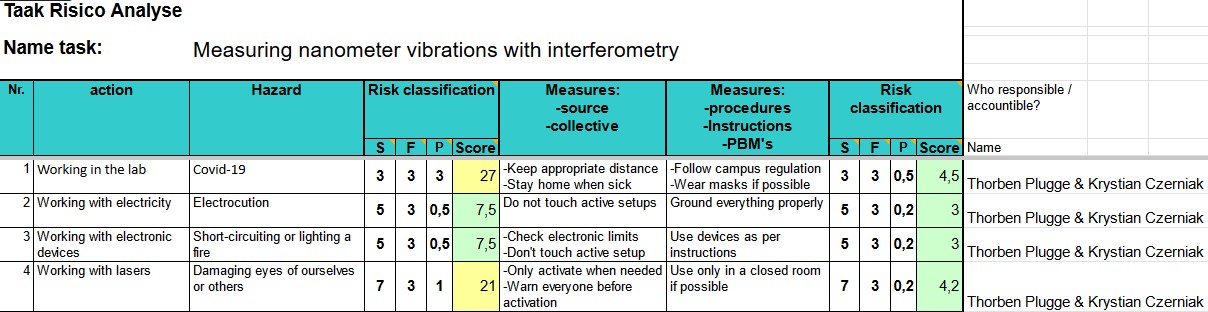 Taak Risico Analyse
Name task: Measuring nanometer vibrations with interferometry
Nr. action Hazard Risk classification Measures: Measures: Risk Who responsible /
-source -procedures classification accountible?
-collective -Instructions
S F P Score -PBM's S F P Score Name
1 Working in the lab Covid-19 3 3 3 27 -Keep appropriate distance -Follow campus regulation 3 3 0,5 4,5
-Stay home when sick -Wear masks if possible Thorben Plugge & Krystian Czerniak
2 Working with electricity Electrocution 5 3 0,5 7,5 Do not touch active setups Ground everything properly 5 3 0,2 3
Thorben Plugge & Krystian Czerniak
3 Working with electronic Short-circuiting or lighting a 5 3 0,5 7,5 -Check electronic limits Use devices as per 5 3 0,2 3
devices fire -Don't touch active setup instructions Thorben Plugge & Krystian Czerniak
4 Working with lasers Damaging eyes of ourselves 7 3 1 21 -Only activate when needed Use only in a closed room 7 3 0,2 4,2
or others -Warn everyone before if possible
activation Thorben Plugge & Krystian Czerniak